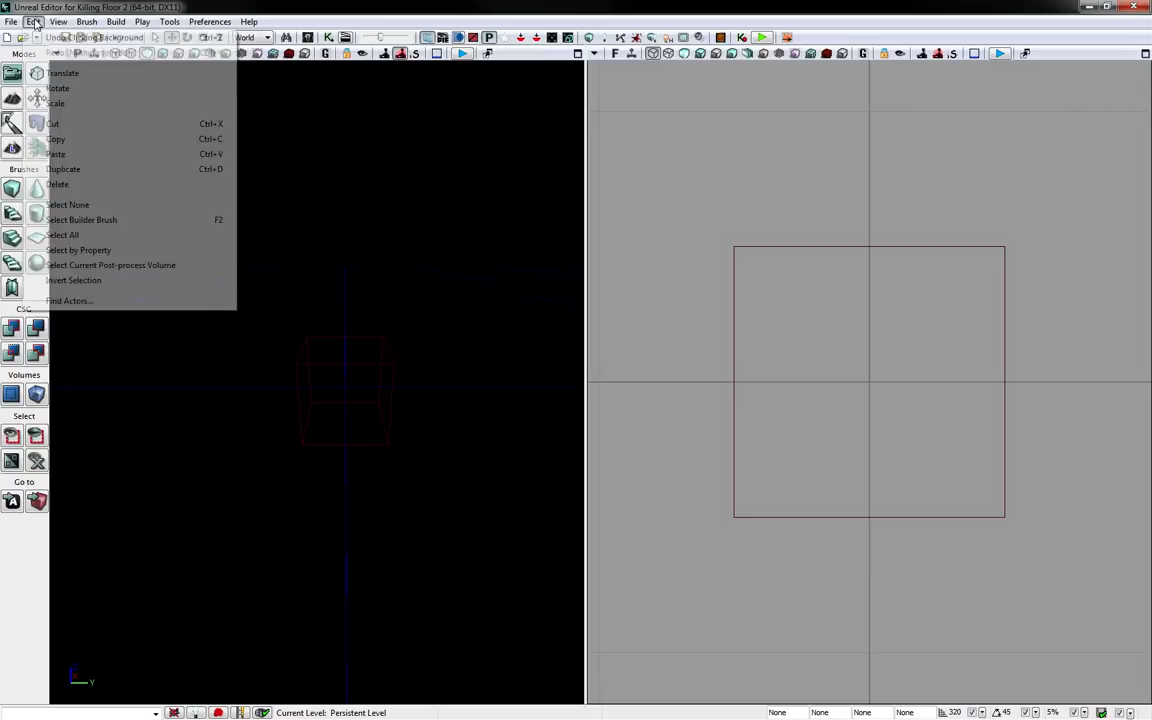 Unreal Editor for Killing Floor 2 (64-bit, DX11)
File Edit View Brush Build Play Tools Preferences Help
Undo Clicking Background Ctrl+Z
World
Modes
F
G
S
P
F
G
S
Translate
Rotate
Scale
Cut Ctrl+X
Copy Ctrl+C
Paste Ctrl+V
Brushes
Duplicate Ctrl+D
Delete
Select None
Select Builder Brush F2
Select All
Select by Property
Select Current Post-process Volume
Invert Selection
Find Actors...
CSG
Volumes
Select
Go to
Y
Current Level: Persistent Level
None None None None 320 45 5%